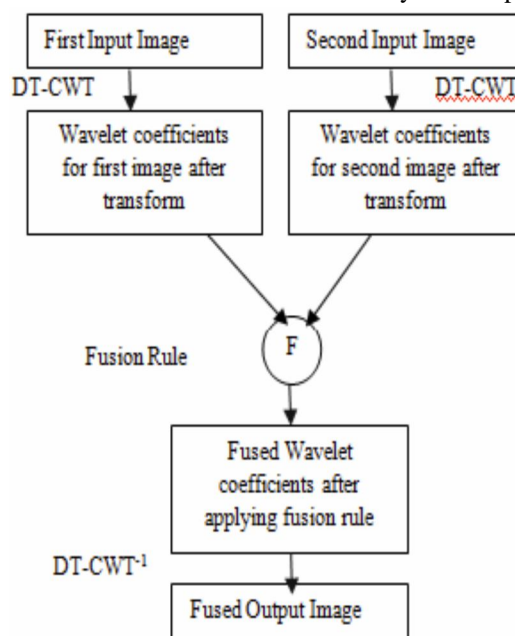 First Input Image
Second Input Image
DT-CWT
DT-CWT
Wavelet coefficients
for first image after
transform
Wavelet coefficients
for second image after
transform
F
Fusion Rule
Fused Wavelet
coefficients after
applying fusion rule
DT-CWT⁻¹
Fused Output Image